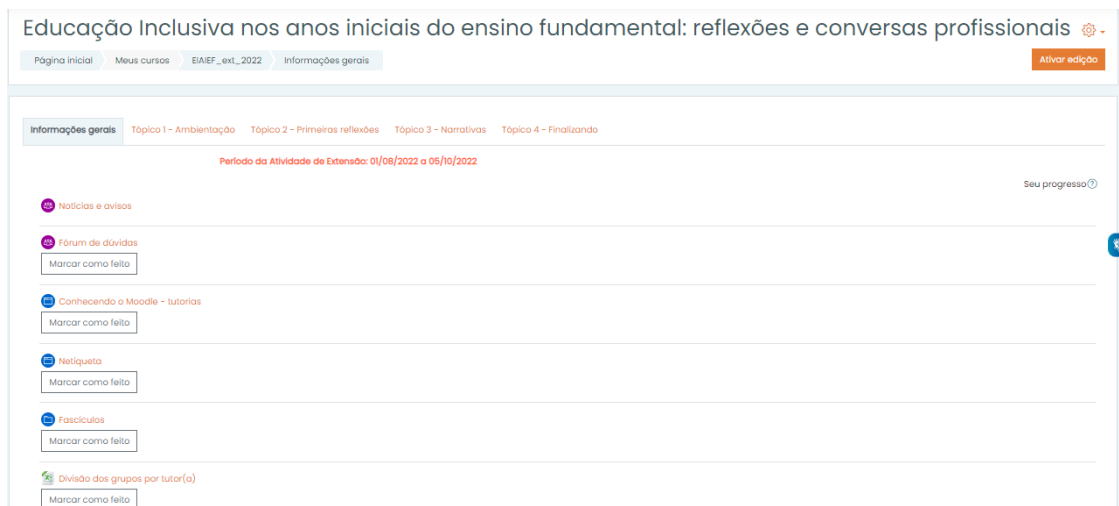 Educação Inclusiva nos anos iniciais do ensino fundamental: reflexões e conversas profissionais
Página inicial Meus cursos EIAIEF_ext_2022 Informações gerais
Ativar edição
Informações gerais Tópico 1 - Ambientação Tópico 2 - Primeiras reflexões Tópico 3 - Narrativas Tópico 4 - Finalizando
Período da Atividade de Extensão: 01/08/2022 a 05/10/2022
Seu progresso
Notícias e avisos
Fórum de dúvidas
Marcar como feito
Conhecendo o Moodle - tutorias
Marcar como feito
Netiqueta
Marcar como feito
Fascículos
Marcar como feito
Divisão dos grupos por tutor(a)
Marcar como feito